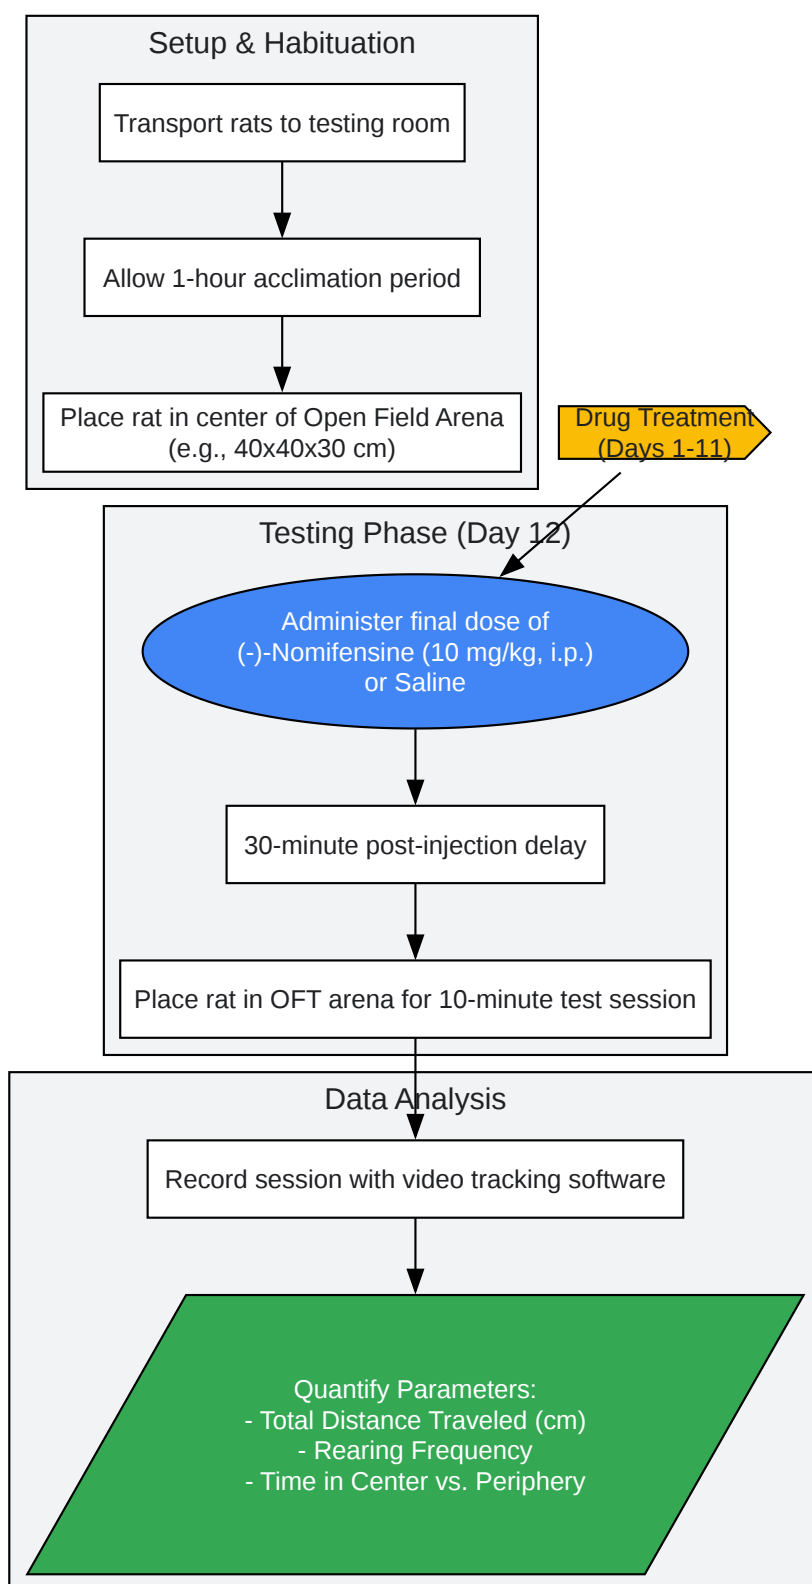 Setup & Habituation
Transport rats to testing room
Allow 1-hour acclimation period
Place rat in center of Open Field Arena
(e.g., 40x40x30 cm)
Drug Treatment
(Days 1-11)
Testing Phase (Day 12)
Administer final dose of
(-)-Nomifensine (10 mg/kg, i.p.)
or Saline
30-minute post-injection delay
Place rat in OFT arena for 10-minute test session
Data Analysis
Record session with video tracking software
Quantify Parameters:
- Total Distance Traveled (cm)
- Rearing Frequency
- Time in Center vs. Periphery